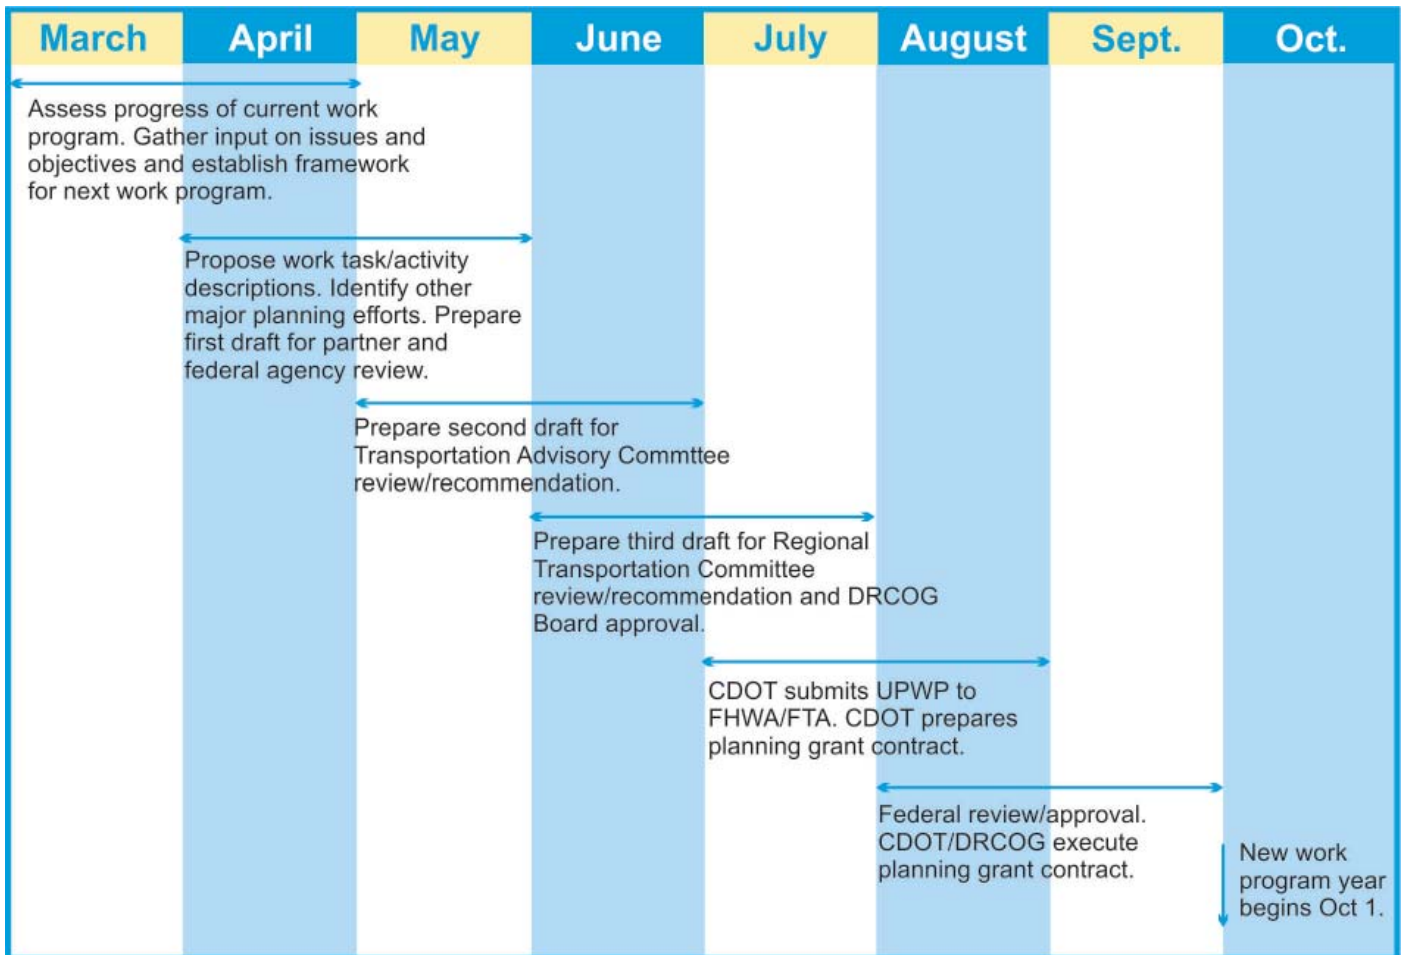 March April May June July August Sept. Oct.
Assess progress of current work
program. Gather input on issues and
objectives and establish framework
for next work program.
Propose work task/activity
descriptions. Identify other
major planning efforts. Prepare
first draft for partner and
federal agency review.
Prepare second draft for
Transportation Advisory Commttee
review/recommendation.
Prepare third draft for Regional
Transportation Committee
review/recommendation and DRCOG
Board approval.
CDOT submits UPWP to
FHWA/FTA. CDOT prepares
planning grant contract.
Federal review/approval.
CDOT/DRCOG execute
planning grant contract.
New work
program year
begins Oct 1.